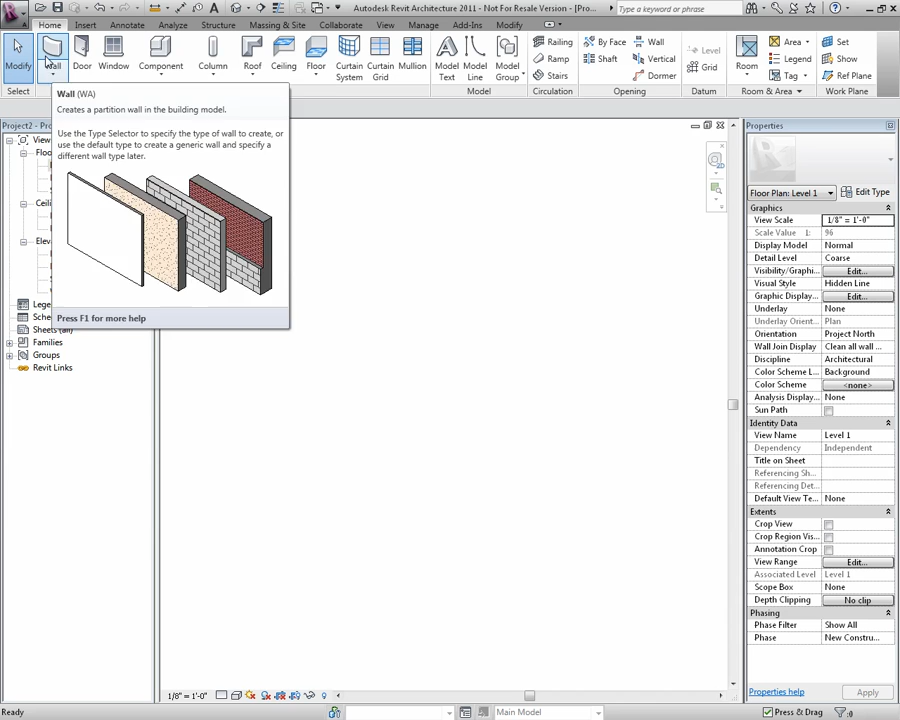 Autodesk Revit Architecture 2011 - Not For Resale Version - [Pro...
Type a keyword or phrase
Home Insert Annotate Analyze Structure Massing & Site Collaborate View Manage Add-Ins Modify
Modify Wall Door Window Component Column Roof Ceiling Floor Curtain System Curtain Grid Mullion Model Text Model Line Model Group
Railing By Face Wall Level Room Area Set
Ramp Shaft Vertical Grid Legend Show
Stairs Dormer Tag Ref Plane
Select Model Circulation Opening Datum Room & Area Work Plane
Project2 - Pro
Wall (WA)
Creates a partition wall in the building model.
Use the Type Selector to specify the type of wall to create, or
use the default type to create a generic wall and specify a
different wall type later.
Press F1 for more help
View
Floo
Ceili
Elev
Lege
Sche
Sheets (all)
Families
Groups
Revit Links
Properties
Floor Plan: Level 1 Edit Type
Graphics
View Scale 1/8" = 1'-0"
Scale Value 1: 96
Display Model Normal
Detail Level Coarse
Visibility/Graphi... Edit...
Visual Style Hidden Line
Graphic Display... Edit...
Underlay None
Underlay Orient... Plan
Orientation Project North
Wall Join Display Clean all wall ...
Discipline Architectural
Color Scheme L... Background
Color Scheme <none>
Analysis Display... None
Sun Path
Identity Data
View Name Level 1
Dependency Independent
Title on Sheet
Referencing Sh...
Referencing Det...
Default View Te... None
Extents
Crop View
Crop Region Vis...
Annotation Crop
View Range Edit...
Associated Level Level 1
Scope Box None
Depth Clipping No clip
Phasing
Phase Filter Show All
Phase New Constru...
Properties help Apply
1/8" = 1'-0"
Ready
Main Model
Press & Drag
:0